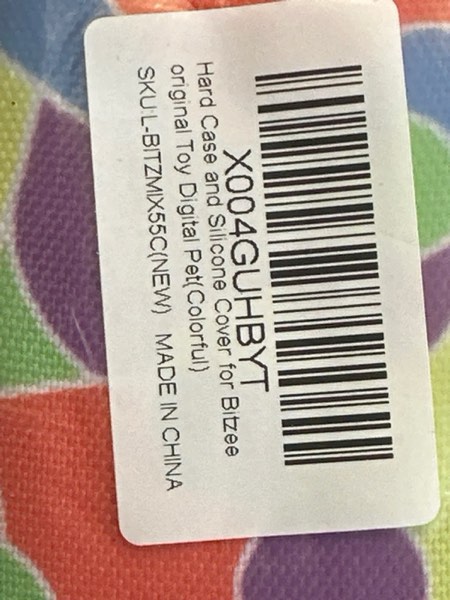 X004GUHBYT
Hard Case and Silicone Cover for Bitzee
original Toy Digital Pet(Colorful)
SKU:L-BITZMIX55C(NEW) MADE IN CHINA